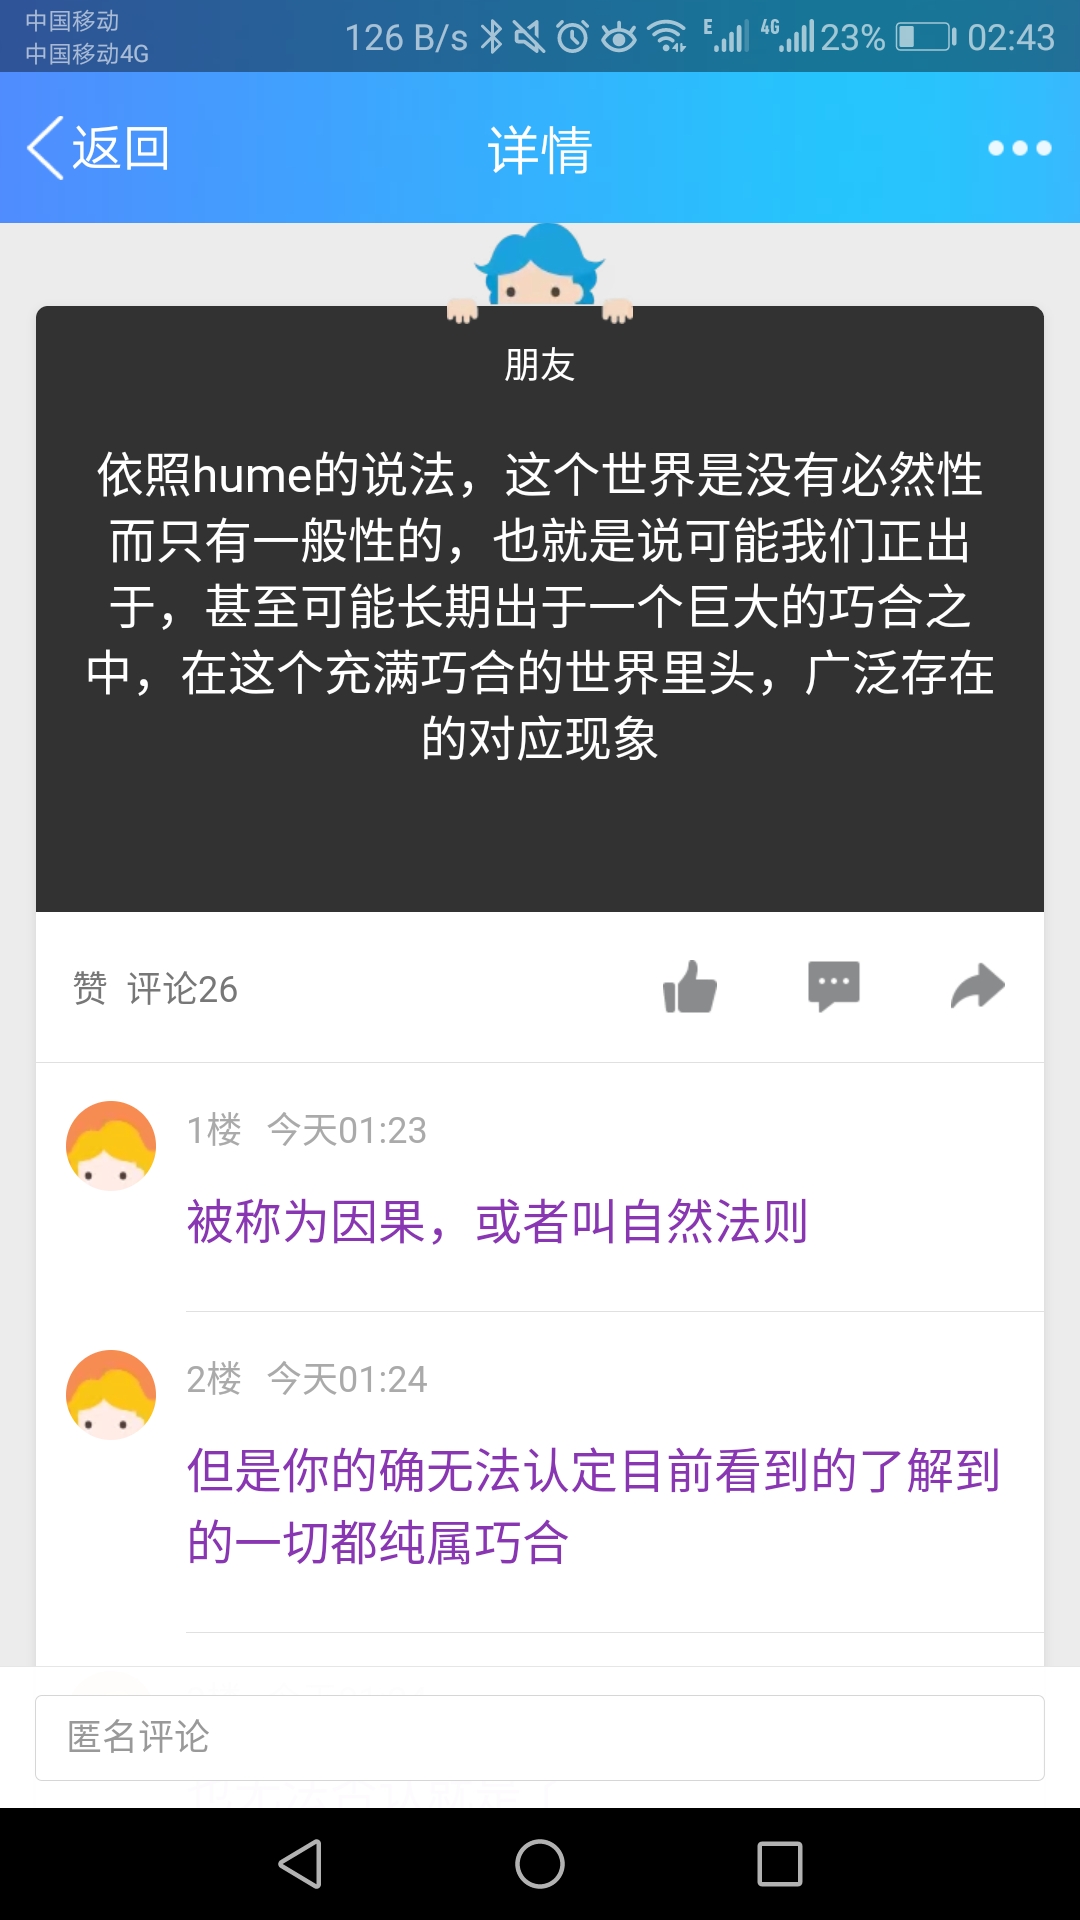 中国移动
中国移动4G
126 B/s
E
4G
23%
02:43
返回
详情
朋友
依照hume的说法，这个世界是没有必然性
而只有一般性的，也就是说可能我们正出
于，甚至可能长期出于一个巨大的巧合之
中，在这个充满巧合的世界里头，广泛存在
的对应现象
赞 评论26
1楼 今天01:23
被称为因果，或者叫自然法则
2楼 今天01:24
但是你的确无法认定目前看到的了解到
的一切都纯属巧合
匿名评论